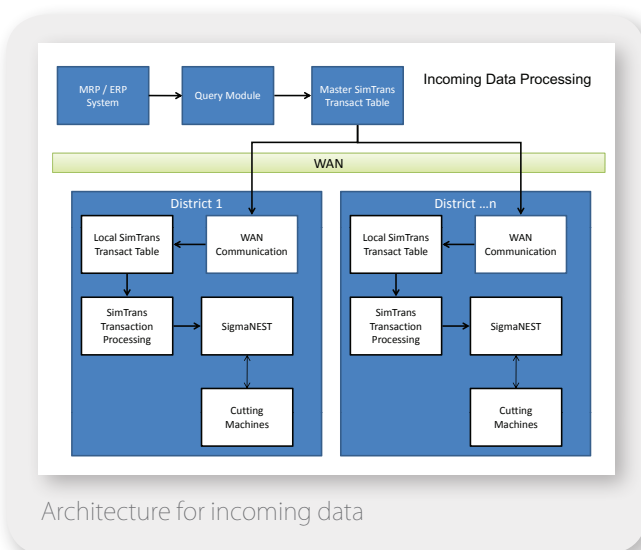 Incoming Data Processing
MRP / ERP
System
Query Module
Master SimTrans
Transact Table
WAN
District 1
Local SimTrans
Transact Table
WAN
Communication
SimTrans
Transaction
Processing
SigmaNEST
Cutting
Machines
District ...n
Local SimTrans
Transact Table
WAN
Communication
SimTrans
Transaction
Processing
SigmaNEST
Cutting
Machines
Architecture for incoming data